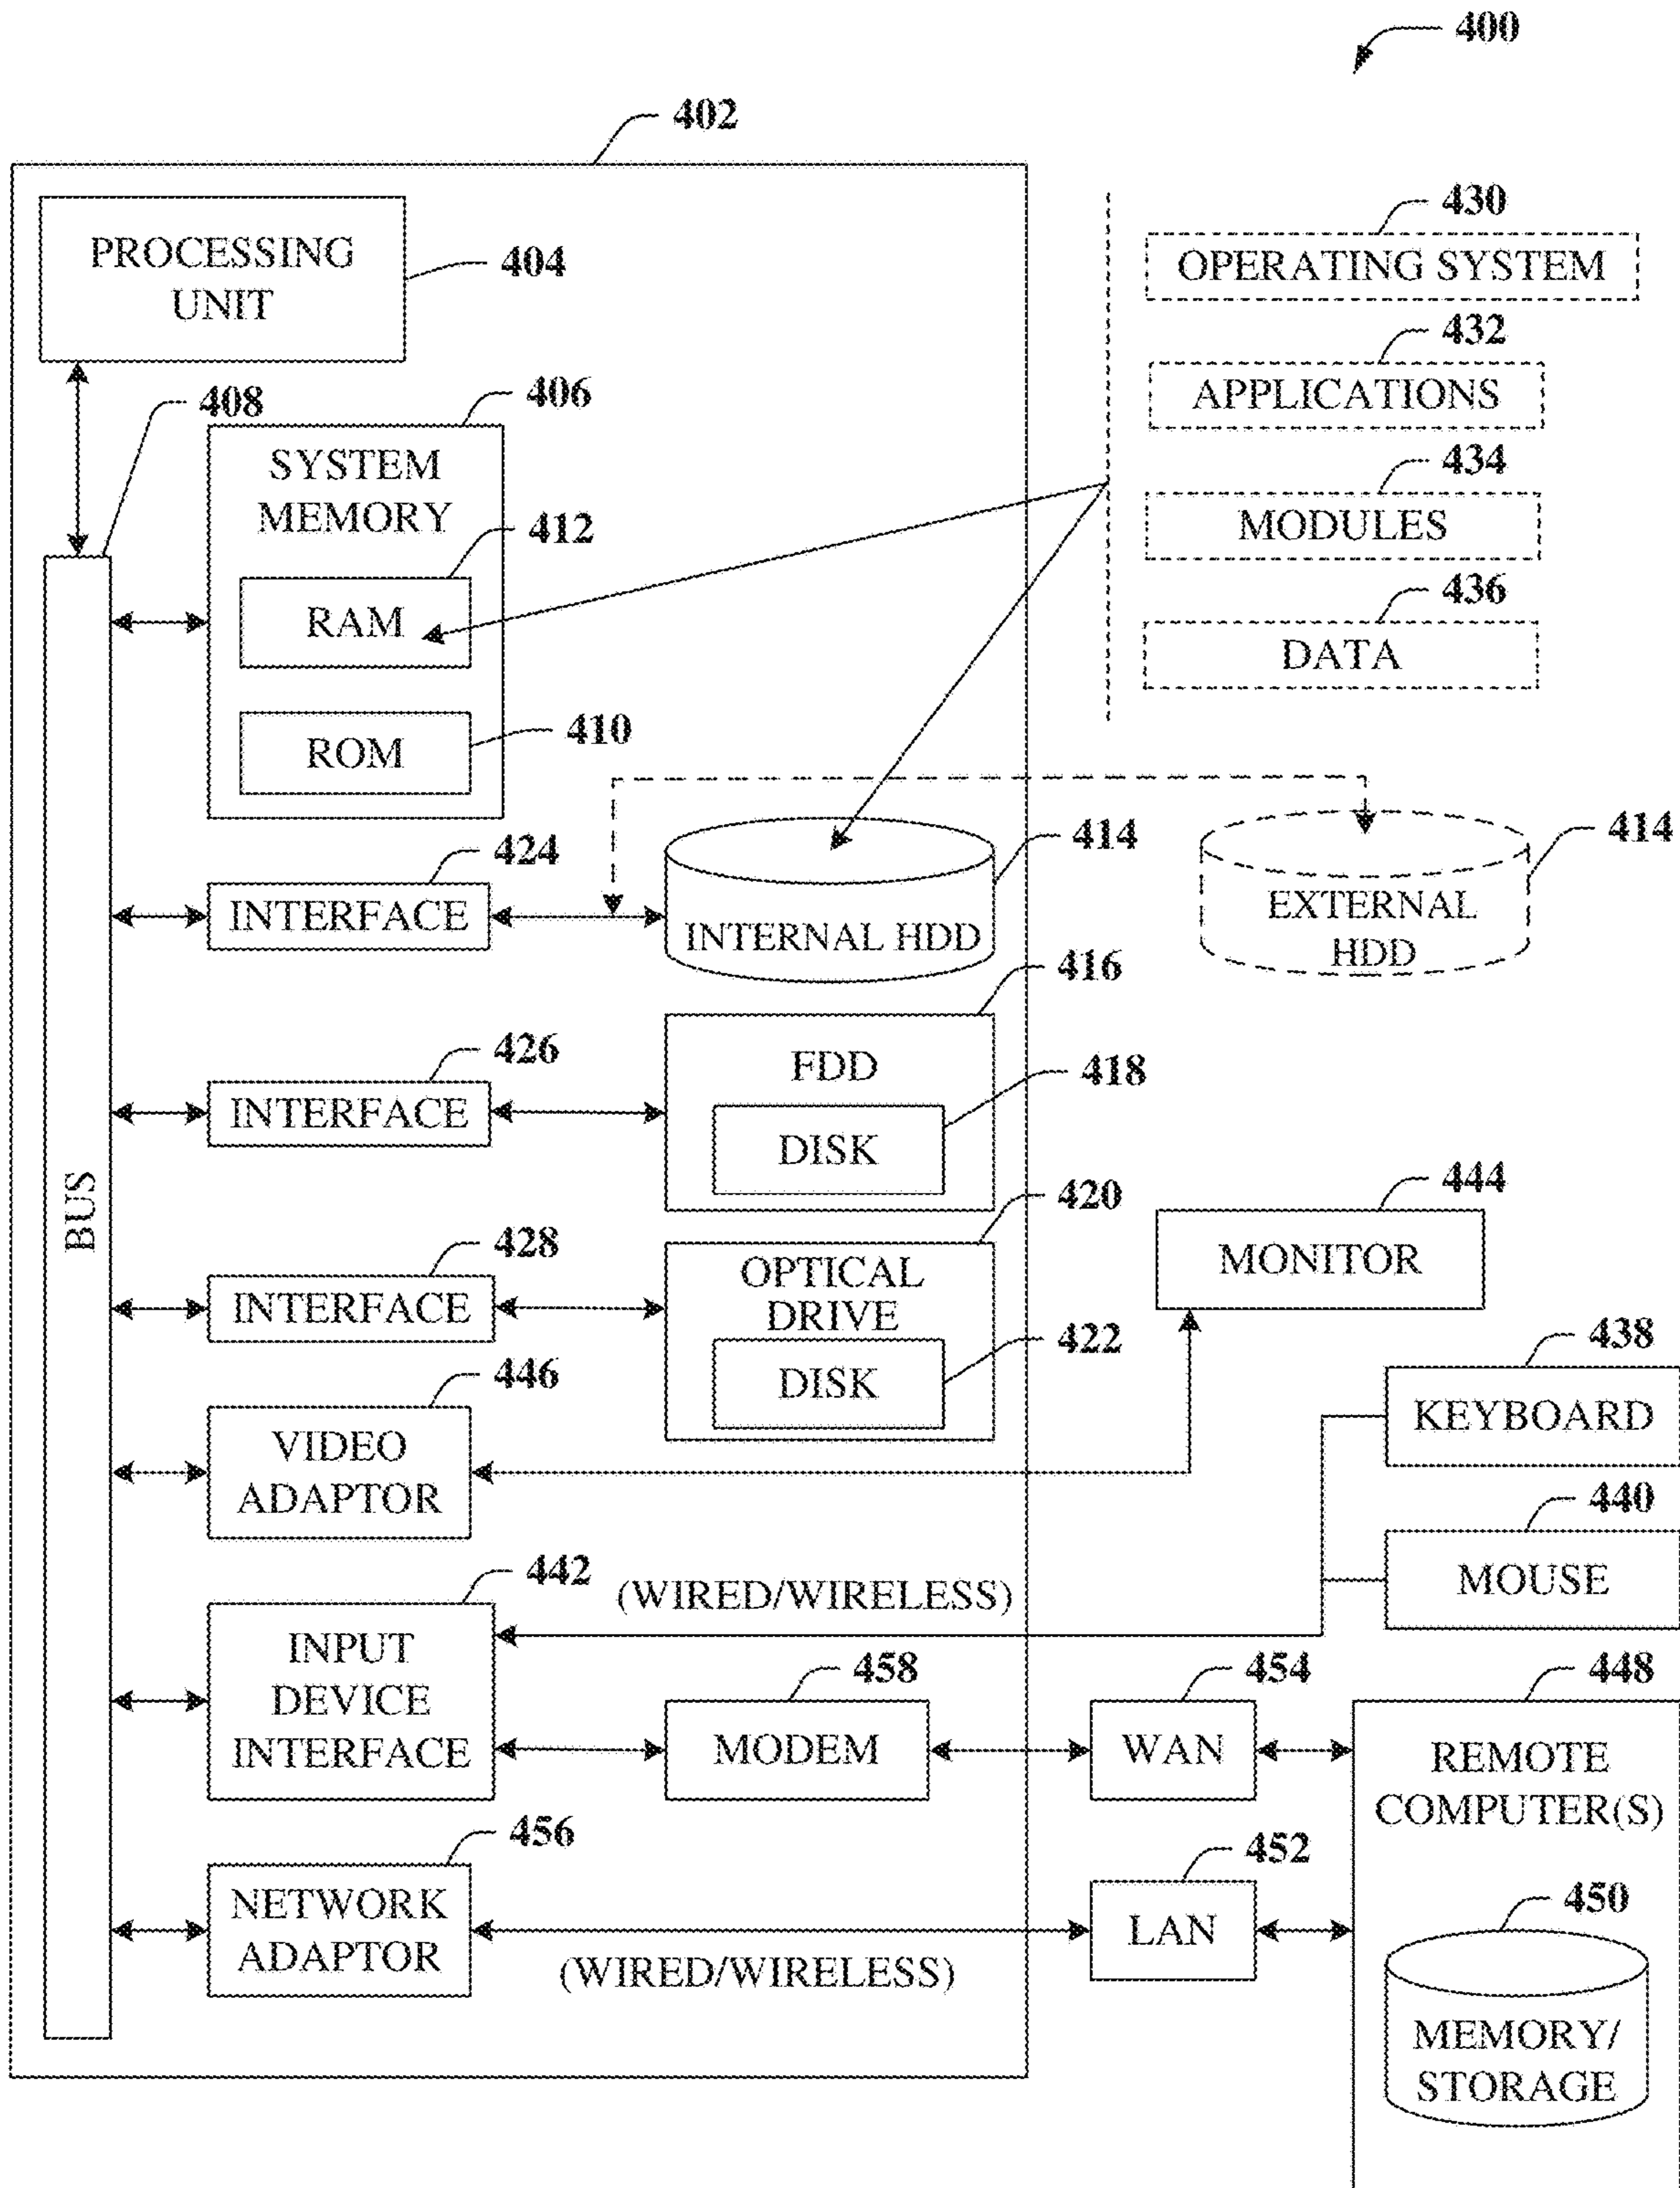 400
402
PROCESSING
UNIT
404
430
OPERATING SYSTEM
432
APPLICATIONS
434
MODULES
436
DATA
408
406
SYSTEM
MEMORY
412
RAM
410
ROM
BUS
424
INTERFACE
414
INTERNAL HDD
414
EXTERNAL
HDD
426
INTERFACE
416
FDD
418
DISK
428
INTERFACE
420
OPTICAL
DRIVE
422
DISK
444
MONITOR
446
VIDEO
ADAPTOR
438
KEYBOARD
440
MOUSE
442
(WIRED/WIRELESS)
INPUT
DEVICE
INTERFACE
458
MODEM
454
WAN
448
REMOTE
COMPUTER(S)
456
NETWORK
ADAPTOR
(WIRED/WIRELESS)
452
LAN
450
MEMORY/
STORAGE